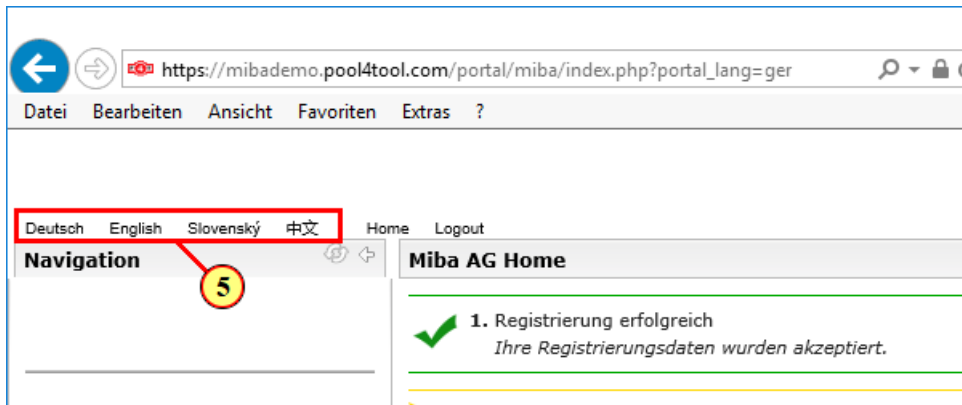 https://mibademo.pool4tool.com/portal/miba/index.php?portal_lang=ger
Datei Bearbeiten Ansicht Favoriten Extras ?
Deutsch English Slovenský 中文 Home Logout
Navigation
Miba AG Home
5
1. Registrierung erfolgreich
Ihre Registrierungsdaten wurden akzeptiert.